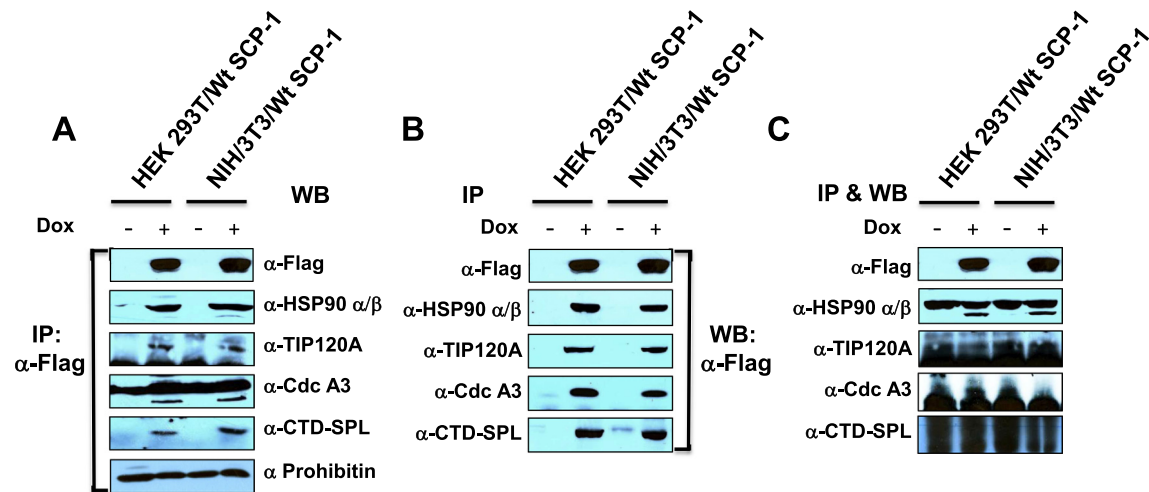 A
HEK 293T/Wt SCP-1
NIH/3T3/Wt SCP-1
WB
Dox - + - +
IP:
α-Flag
α-Flag
α-HSP90 α/β
α-TIP120A
α-Cdc A3
α-CTD-SPL
α Prohibitin
B
HEK 293T/Wt SCP-1
NIH/3T3/Wt SCP-1
IP
Dox - + - +
α-Flag
α-HSP90 α/β
α-TIP120A
α-Cdc A3
α-CTD-SPL
WB:
α-Flag
C
HEK 293T/Wt SCP-1
NIH/3T3/Wt SCP-1
IP & WB
Dox - + - +
α-Flag
α-HSP90 α/β
α-TIP120A
α-Cdc A3
α-CTD-SPL